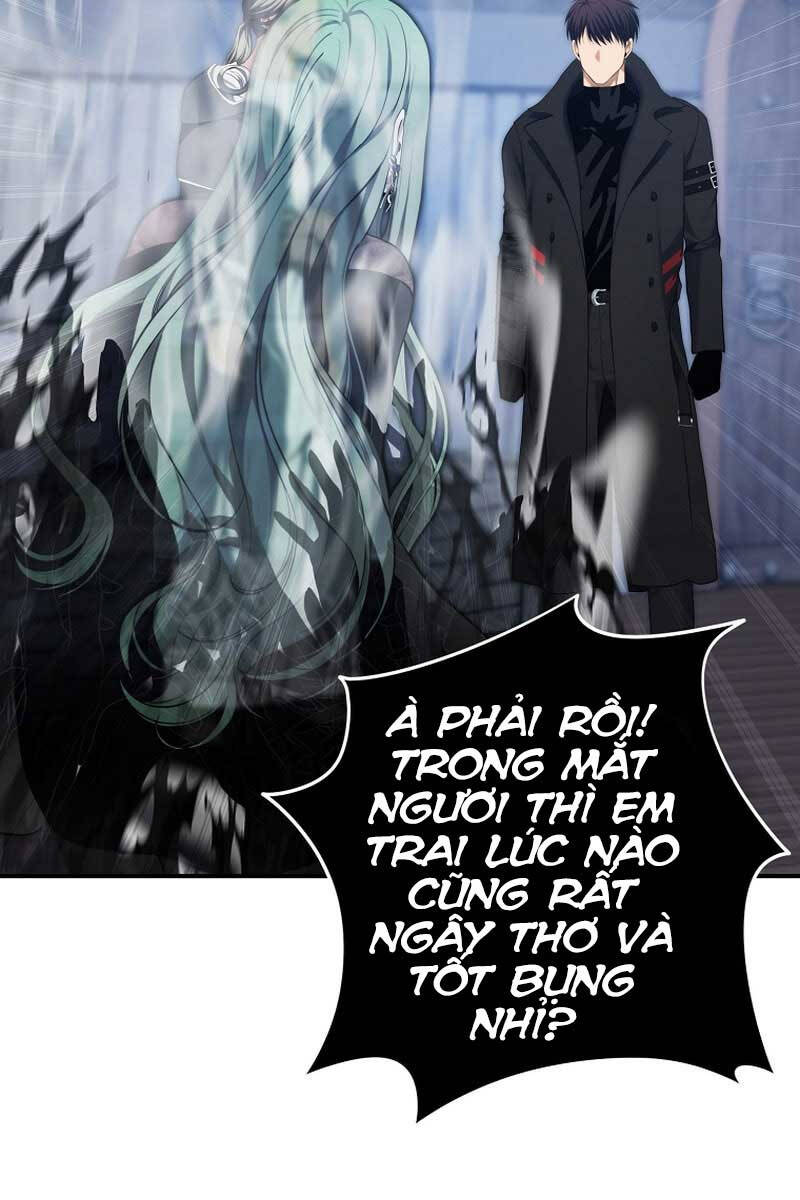 À PHẢI RỒI!
TRONG MẮT
NGƯƠI THÌ EM
TRAI LÚC NÀO
CŨNG RẤT
NGÂY THƠ VÀ
TỐT BỤNG
NHỈ?